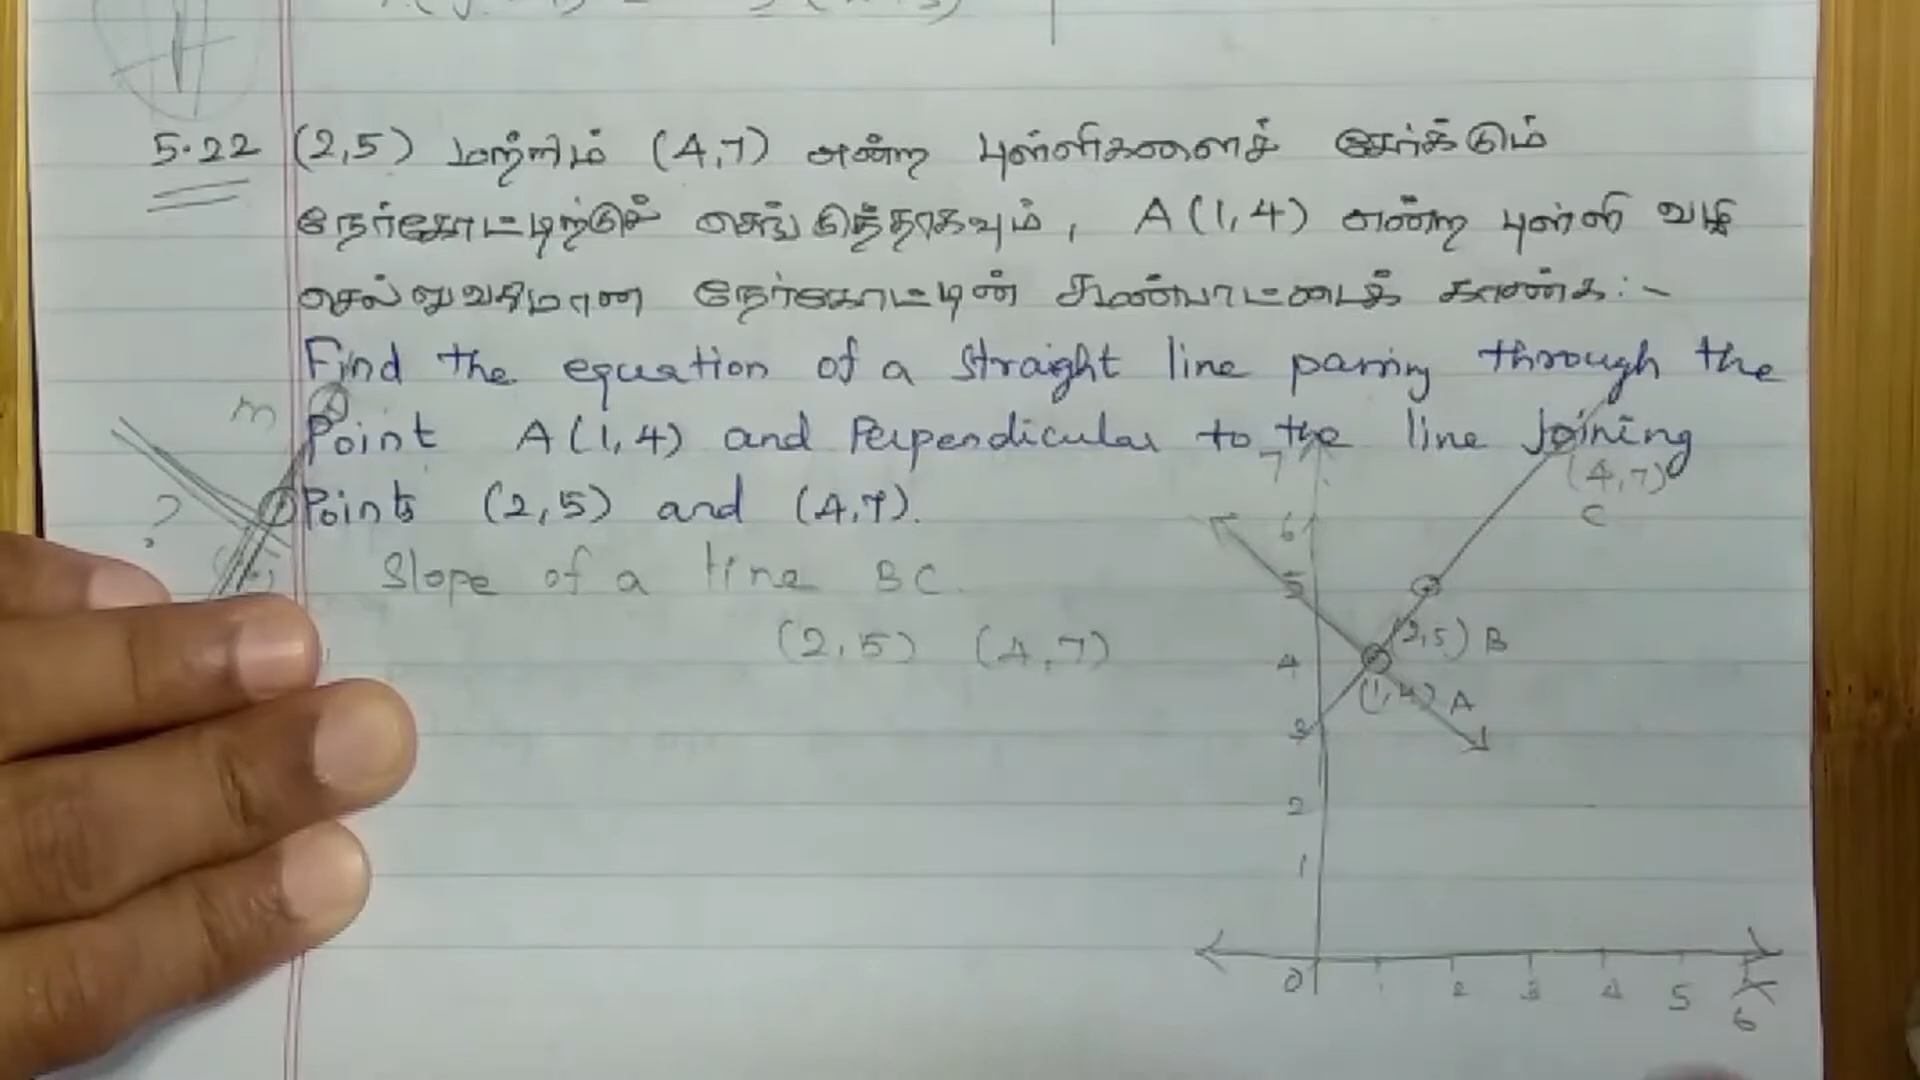 5.22 (2,5) மற்றும் (4,7) என்ற புள்ளிகளைச் சேர்க்கும்
நேர்கோட்டிற்குச் செங்குத்தாகவும், A(1,4) என்ற புள்ளி வழி
செல்லுவதுமான நேர்கோட்டின் சமன்பாட்டைக் காண்க:-
Find the equation of a straight line passing through the
Point A(1,4) and Perpendicular to the line joining
Points (2,5) and (4,7).
Slope of a line BC.
(2,5) (4,7)
m
?
7
6
5
4
3
2
1
0 1 2 3 4 5 6
X
(4,7)
C
(2,5) B
(1,4) A